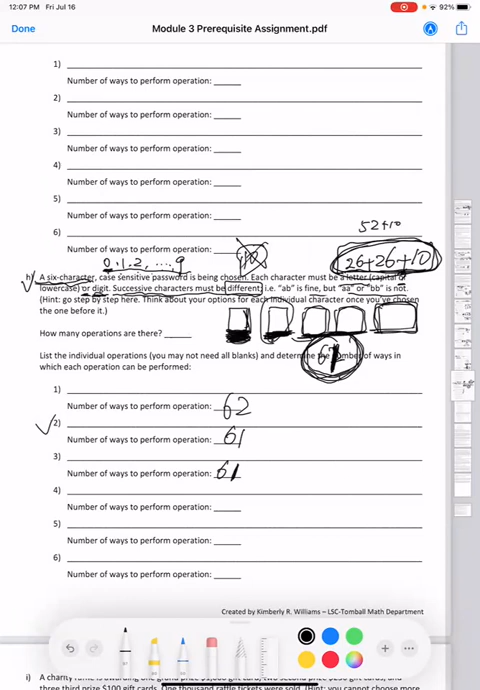 12:07 PM Fri Jul 16 92%
Done Module 3 Prerequisite Assignment.pdf
1)
Number of ways to perform operation:
2)
Number of ways to perform operation:
3)
Number of ways to perform operation:
4)
Number of ways to perform operation:
5)
Number of ways to perform operation:
52+10
6)
Number of ways to perform operation:
0,1,2,...9
26+26+10
h) A six-character, case sensitive password is being chosen. Each character must be a letter (capital or
lowercase) or digit. Successive characters must be different; i.e. "ab" is fine, but "aa" or "bb" is not.
(Hint: go step by step here. Think about your options for each individual character once you've chosen
the one before it.)
How many operations are there?
List the individual operations (you may not need all blanks) and determine the number of ways in
which each operation can be performed:
1)
Number of ways to perform operation: 62
2)
Number of ways to perform operation: 61
3)
Number of ways to perform operation: 61
4)
Number of ways to perform operation:
5)
Number of ways to perform operation:
6)
Number of ways to perform operation:
Created by Kimberly R. Williams – LSC-Tomball Math Department